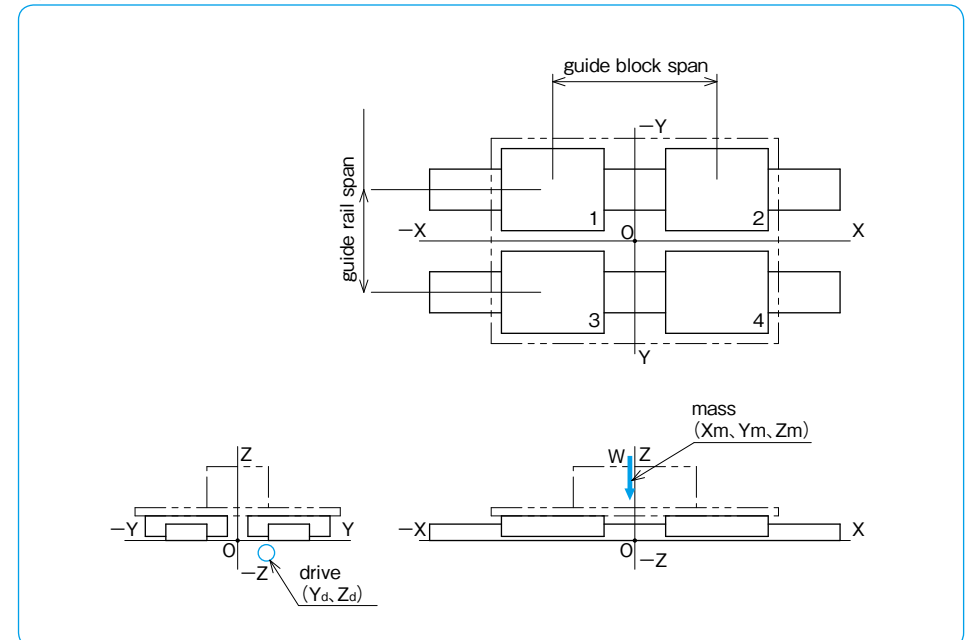 guide block span
guide rail span
−Y
1
2
−X
O
X
3
4
Y
mass
(Xm、Ym、Zm)
Z
−Y
Y
O
−Z
drive
(Yd、Zd)
W
Z
−X
X
O
−Z